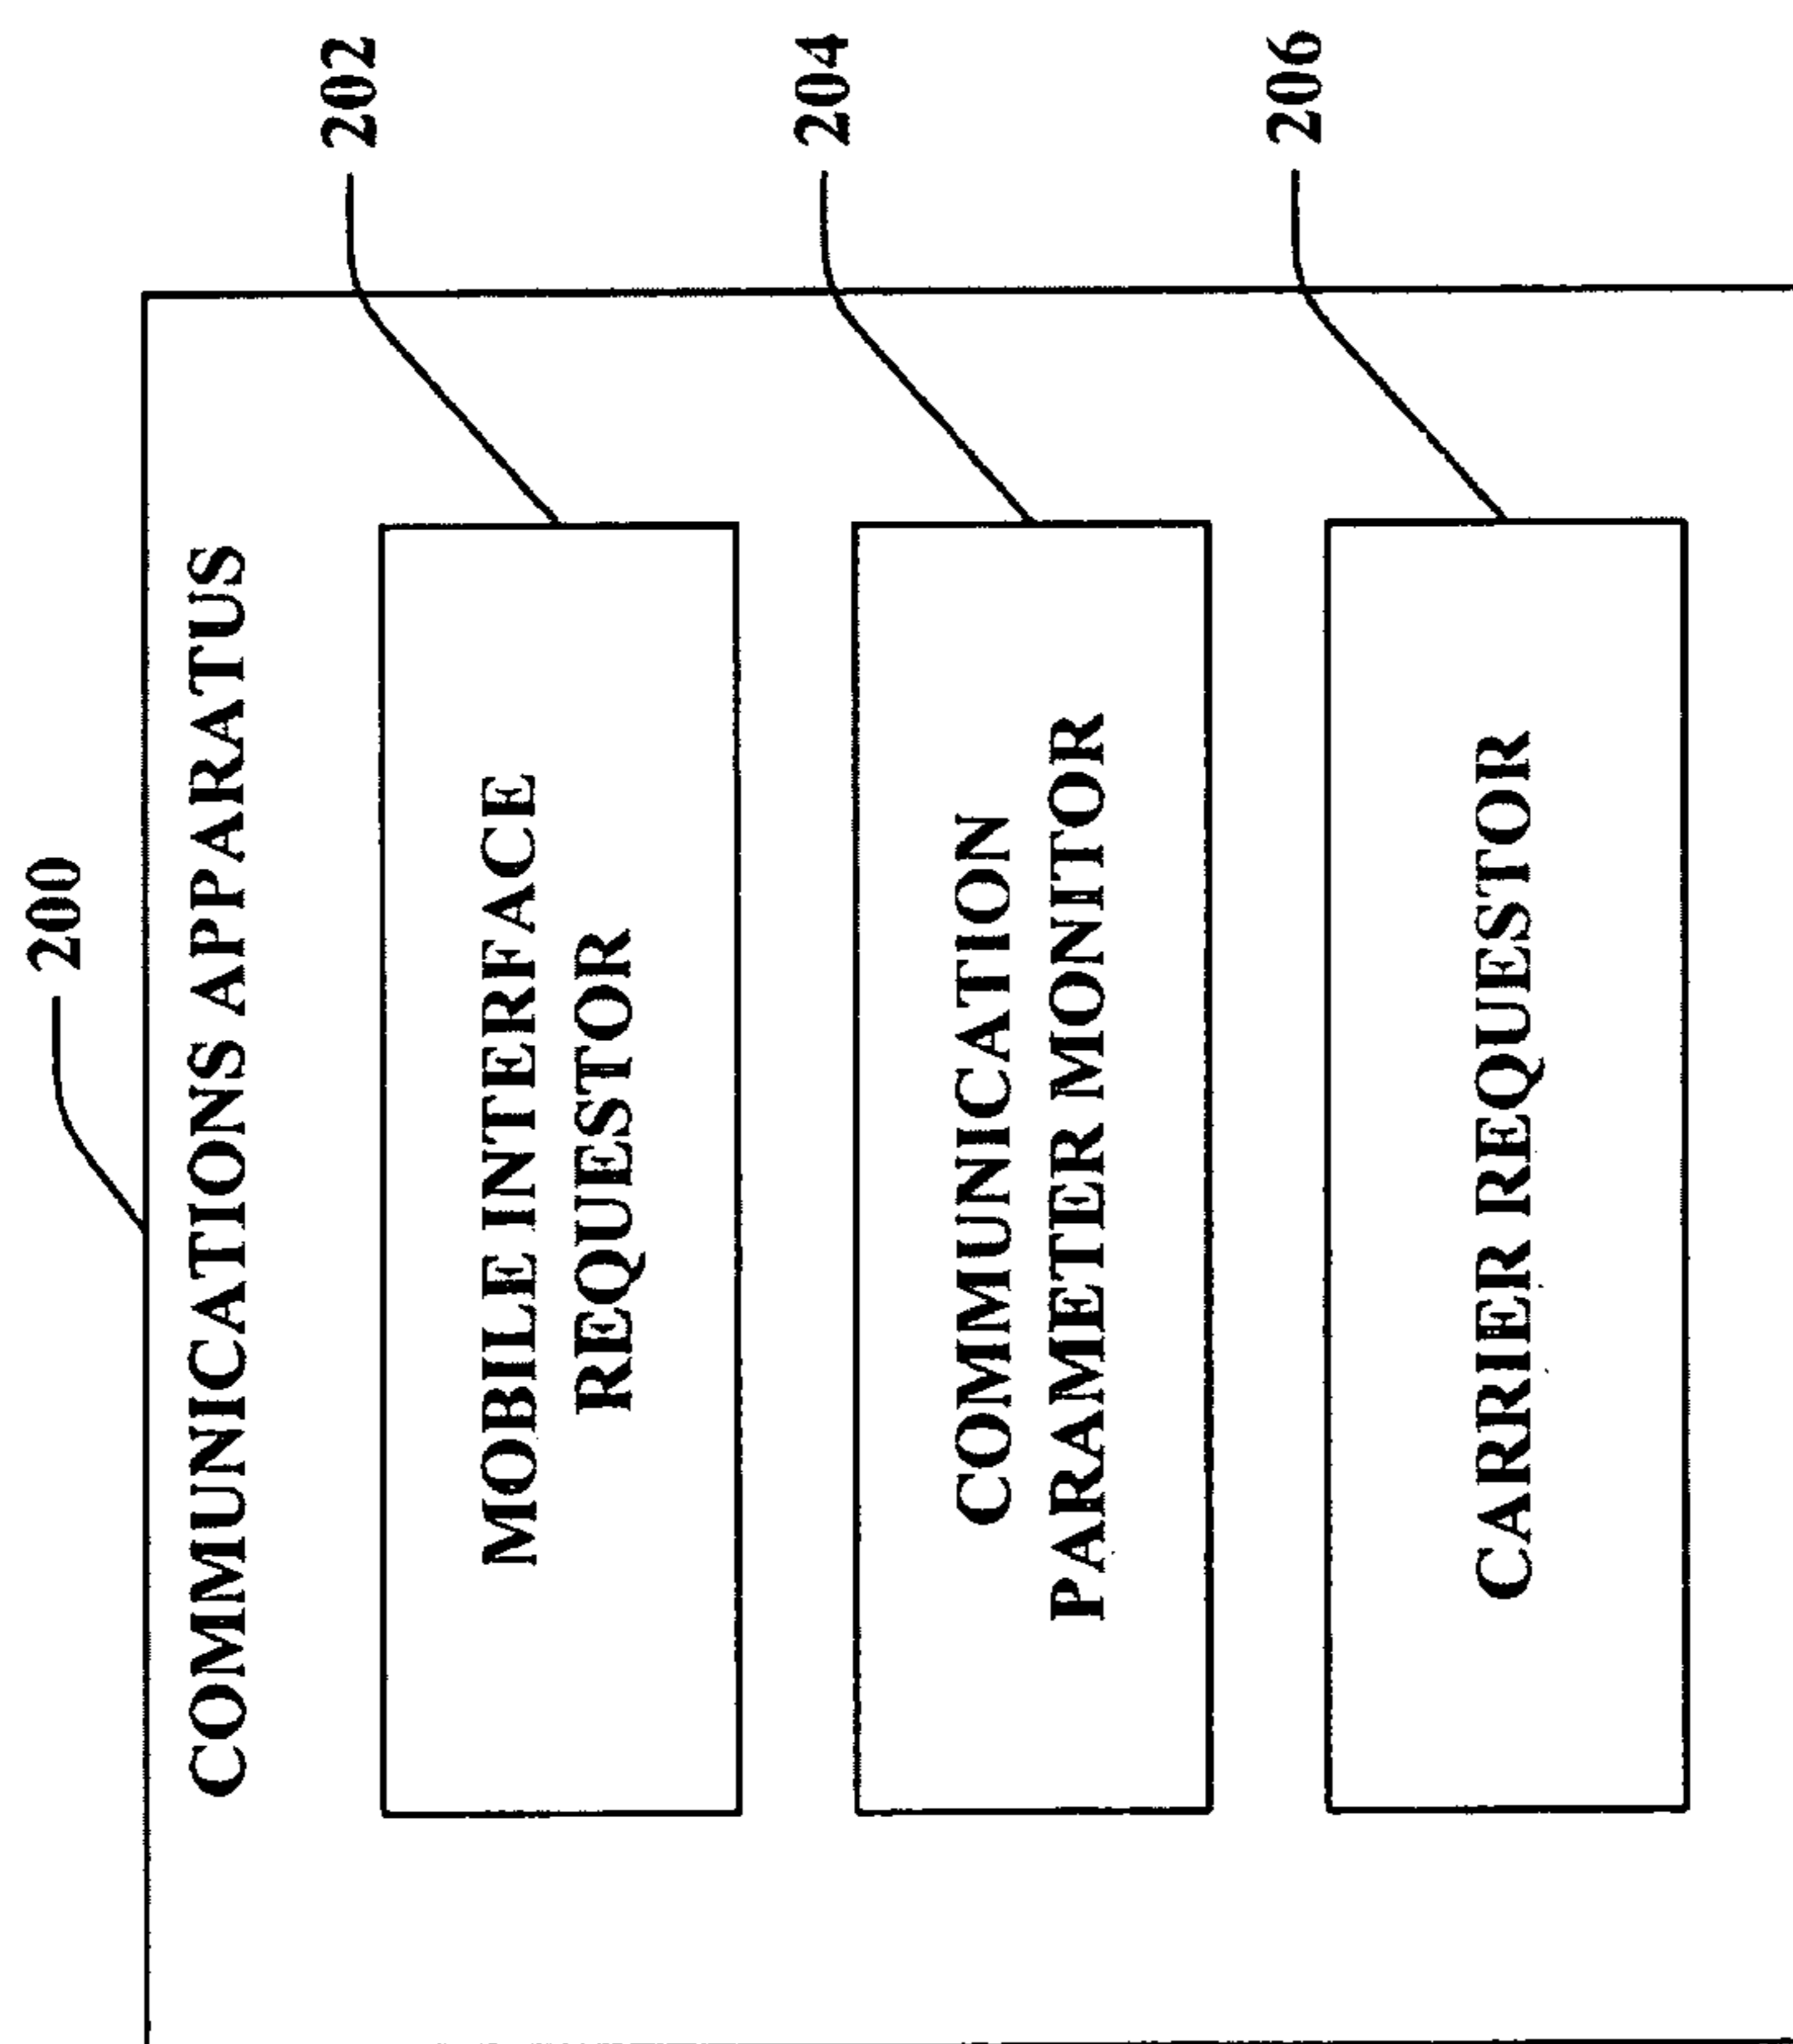 200
COMMUNICATIONS APPARATUS
202
MOBILE INTERFACE
REQUESTOR
204
COMMUNICATION
PARAMETER MONITOR
206
CARRIER REQUESTOR